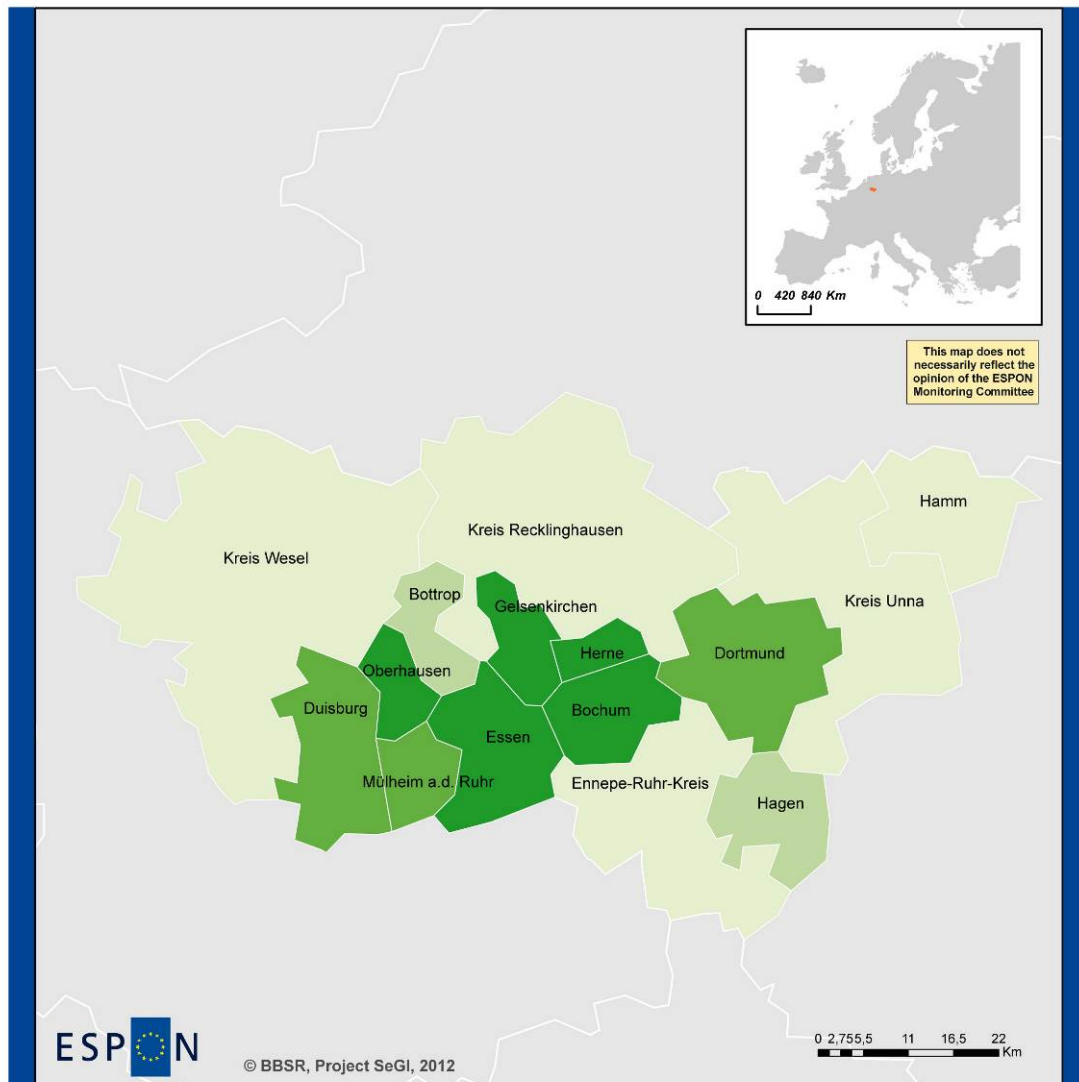 0 420 840 Km
This map does not
necessarily reflect the
opinion of the ESPON
Monitoring Committee
Hamm
Kreis Recklinghausen
Kreis Wesel
Bottrop
Gelsenkirchen
Kreis Unna
Herne
Dortmund
Oberhausen
Duisburg
Bochum
Essen
Mülheim a.d. Ruhr
Ennepe-Ruhr-Kreis
Hagen
ESPON
© BBSR, Project SeGI, 2012
0 2,755,5 11 16,5 22
Km